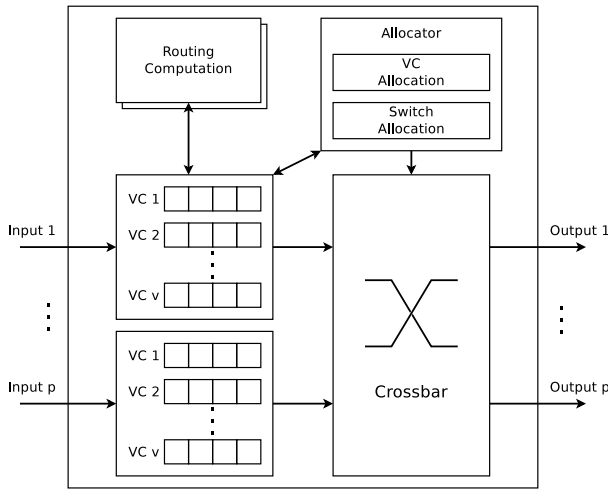 Routing
Computation
Allocator
VC
Allocation
Switch
Allocation
Input 1
VC 1
VC 2
VC v
Output 1
Input p
VC 1
VC 2
VC v
Crossbar
Output p